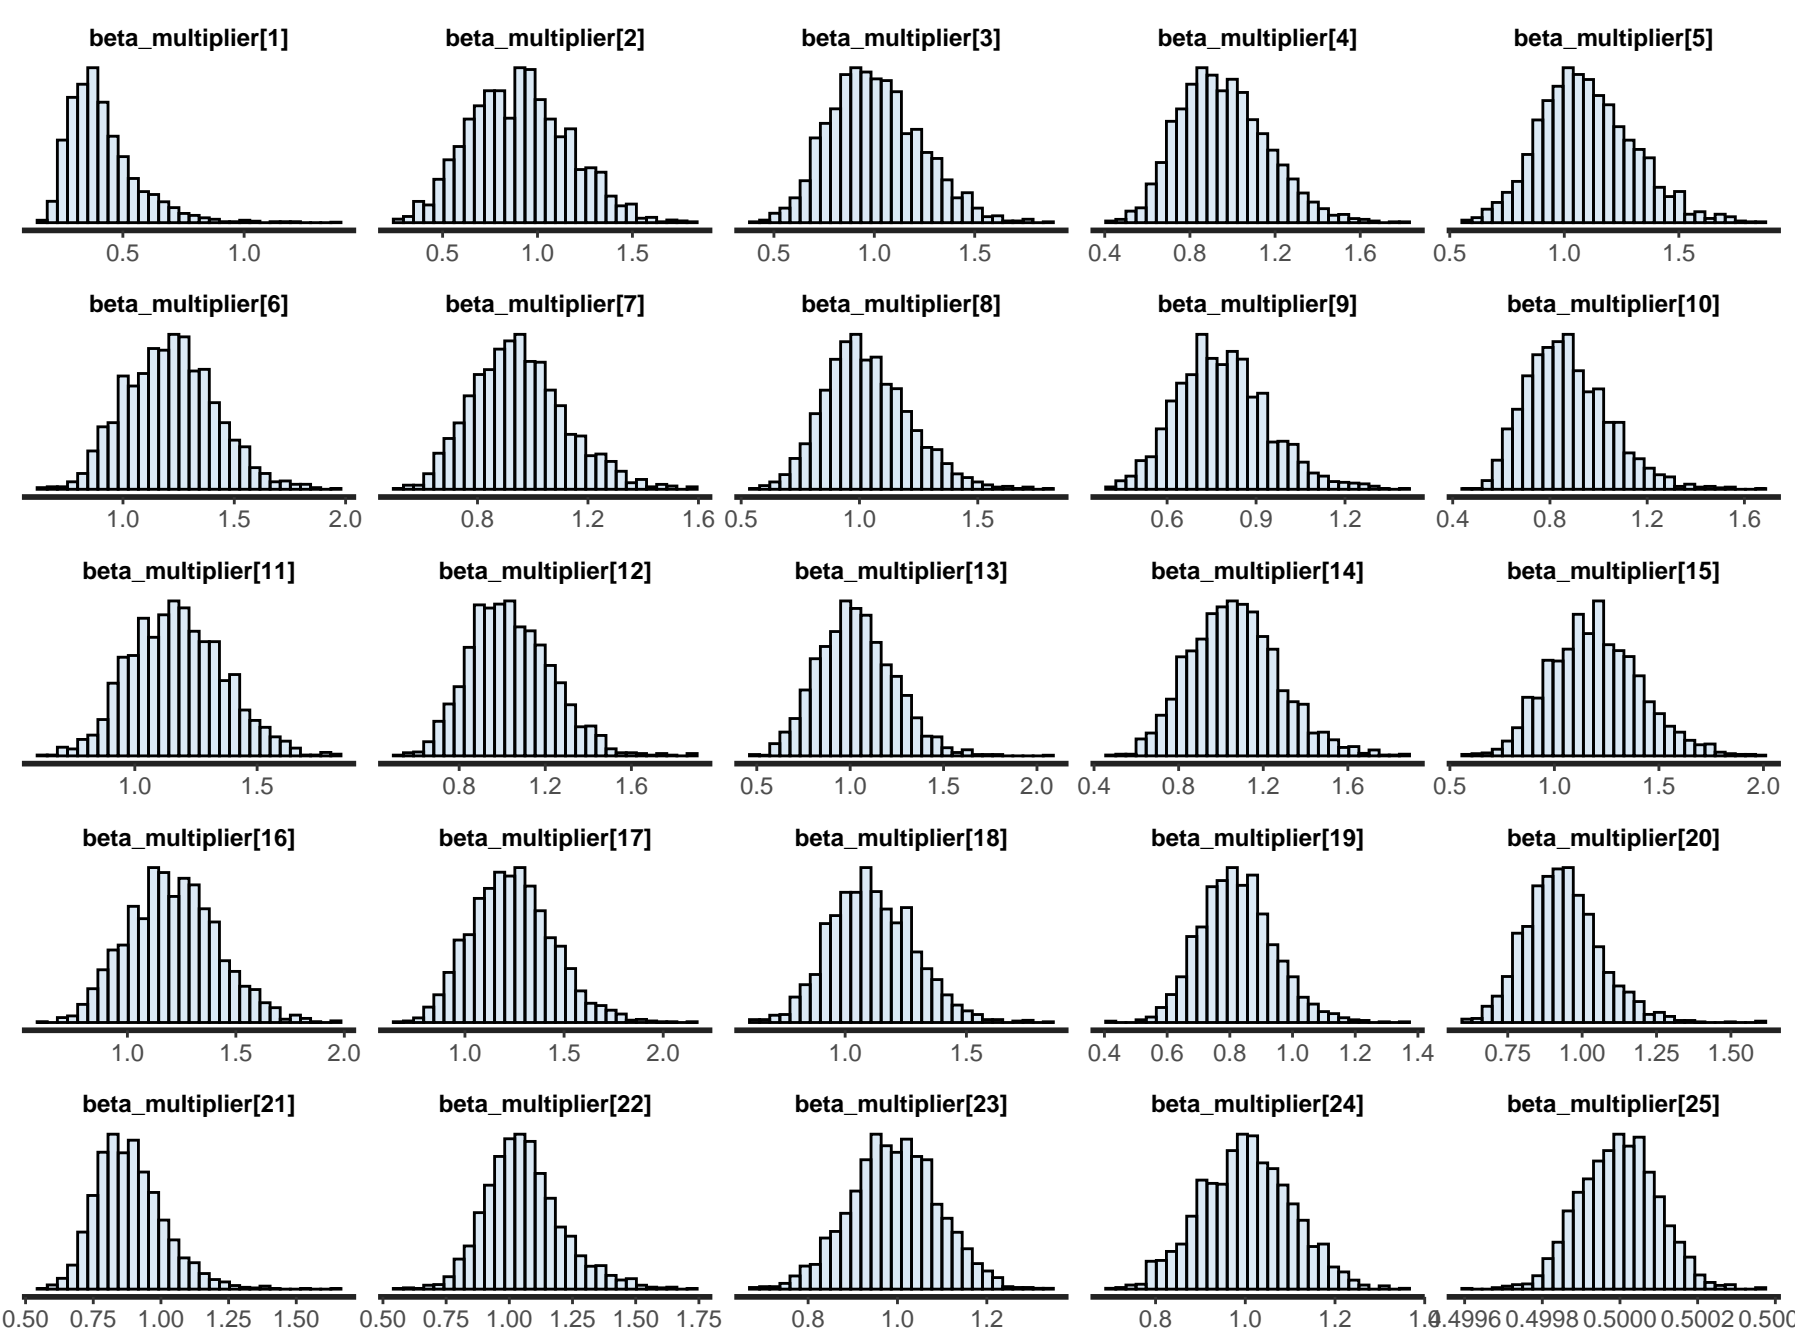 beta_multiplier[1] beta_multiplier[2] beta_multiplier[3] beta_multiplier[4] beta_multiplier[5]
0.5 1.0 0.5 1.0 1.5 0.5 1.0 1.5 0.4 0.8 1.2 1.6 0.5 1.0 1.5
beta_multiplier[6] beta_multiplier[7] beta_multiplier[8] beta_multiplier[9] beta_multiplier[10]
1.0 1.5 2.0 0.8 1.2 1.6 0.5 1.0 1.5 0.6 0.9 1.2 0.4 0.8 1.2 1.6
beta_multiplier[11] beta_multiplier[12] beta_multiplier[13] beta_multiplier[14] beta_multiplier[15]
1.0 1.5 0.8 1.2 1.6 0.5 1.0 1.5 2.0 0.4 0.8 1.2 1.6 0.5 1.0 1.5 2.0
beta_multiplier[16] beta_multiplier[17] beta_multiplier[18] beta_multiplier[19] beta_multiplier[20]
1.0 1.5 2.0 1.0 1.5 2.0 1.0 1.5 0.4 0.6 0.8 1.0 1.2 1.4 0.75 1.00 1.25 1.50
beta_multiplier[21] beta_multiplier[22] beta_multiplier[23] beta_multiplier[24] beta_multiplier[25]
0.50 0.75 1.00 1.25 1.50 0.50 0.75 1.00 1.25 1.50 1.75 0.8 1.0 1.2 0.8 1.0 1.2 1.4 0.4996 0.4998 0.5000 0.5002 0.500